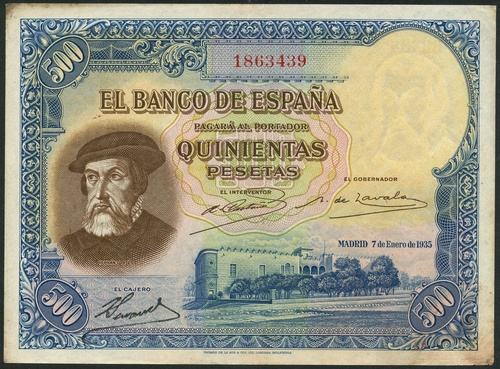 500
1863439
EL BANCO DE ESPAÑA
PAGARÁ AL PORTADOR
QUINIENTAS
PESETAS
EL INTERVENTOR
EL GOBERNADOR
MADRID 7 de Enero de 1935
EL CAJERO
500
500